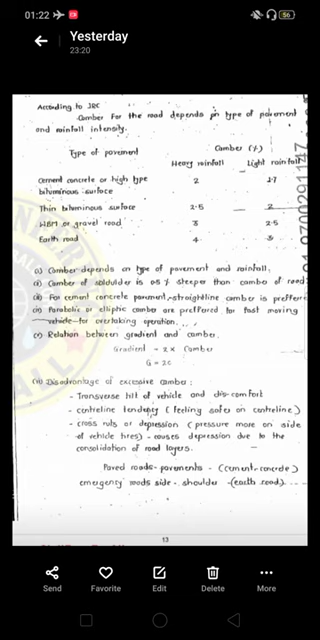 01:22
56
Yesterday
23:20
According to IRC
Camber For the road depends on type of pavement
and rainfall intensity.
Type of pavement
Camber (%)
Heavy rainfall
Light rainfall
Cement concrete or high type
bituminous surface
2
1.7
Thin bituminous surface
2.5
2
WBM or gravel road
3
2.5
Earth road
4
3
(i) Camber depends on type of pavement and rainfall.
(ii) Camber of shoulder is 0.5% steeper than camber of road
(iii) For cement concrete pavement, straightline camber is preffer
(iv) Parabolic or elliptic camber are preffered for fast moving
vehicle for overtaking operation.
(v) Relation between gradient and camber.
Gradient = 2 x Camber
G = 2C
(vi) Disadvantage of excessive camber:
- Transverse tilt of vehicle and dis-comfort
- centreline tendency (feeling safer on centreline)
- cross ruts or depression (pressure more on side
of vehicle tires) - causes depression due to the
consolidation of road layers.
Paved roads - pavements - (cement-concrete)
emergency roads side - shoulder - (earth road)
13
Send
Favorite
Edit
Delete
More